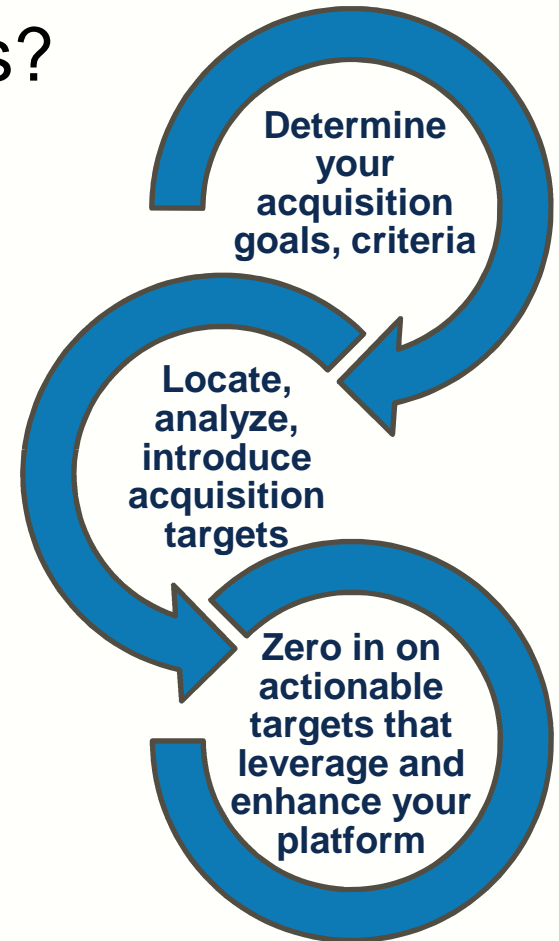 s?
Determine
your
acquisition
goals, criteria
Locate,
analyze,
introduce
acquisition
targets
Zero in on
actionable
targets that
leverage and
enhance your
platform